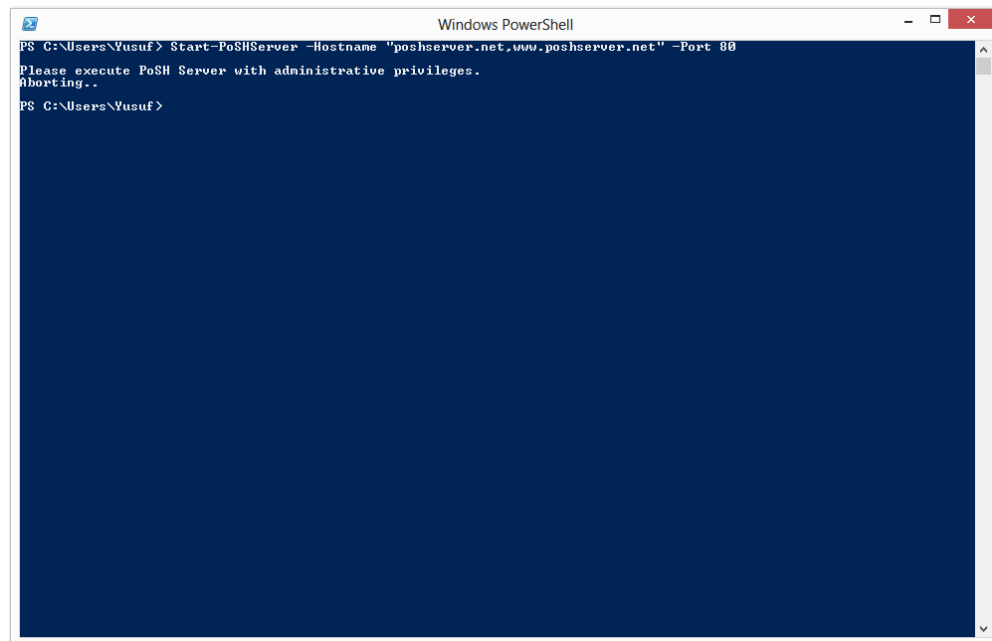 Windows PowerShell
PS C:\Users\Yusuf> Start-PoSHServer -Hostname "poshserver.net,www.poshserver.net" -Port 80
Please execute PoSH Server with administrative privileges.
Aborting..
PS C:\Users\Yusuf>